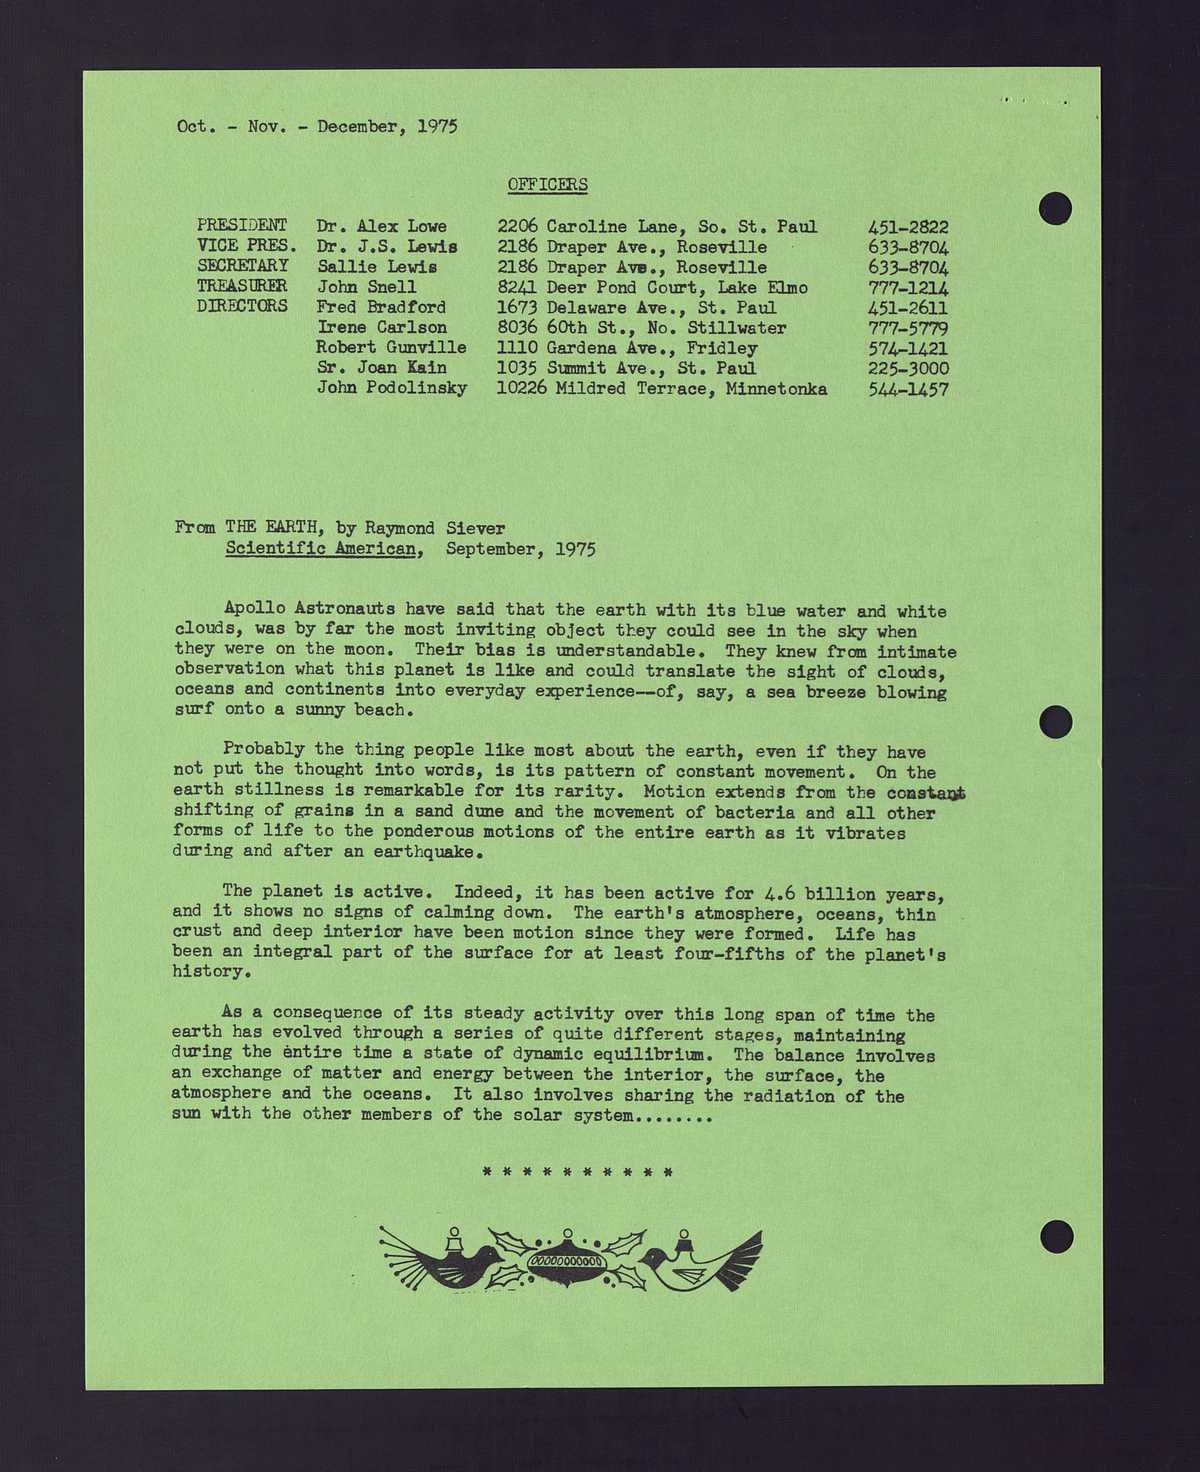 Oct. - Nov. - December, 1975
OFFICERS
PRESIDENT Dr. Alex Lowe 2206 Caroline Lane, So. St. Paul 451-2822
VICE PRES. Dr. J.S. Lewis 2186 Draper Ave., Roseville 633-8704
SECRETARY Sallie Lewis 2186 Draper Ave., Roseville 633-8704
TREASURER John Snell 8241 Deer Pond Court, Lake Elmo 777-1214
DIRECTORS Fred Bradford 1673 Delaware Ave., St. Paul 451-2611
Irene Carlson 8036 60th St., No. Stillwater 777-5779
Robert Gunville 1110 Gardena Ave., Fridley 574-1421
Sr. Joan Kain 1035 Summit Ave., St. Paul 225-3000
John Podolinsky 10226 Mildred Terrace, Minnetonka 544-1457
From THE EARTH, by Raymond Siever
Scientific American, September, 1975
Apollo Astronauts have said that the earth with its blue water and white
clouds, was by far the most inviting object they could see in the sky when
they were on the moon. Their bias is understandable. They knew from intimate
observation what this planet is like and could translate the sight of clouds,
oceans and continents into everyday experience--of, say, a sea breeze blowing
surf onto a sunny beach.
Probably the thing people like most about the earth, even if they have
not put the thought into words, is its pattern of constant movement. On the
earth stillness is remarkable for its rarity. Motion extends from the constant
shifting of grains in a sand dune and the movement of bacteria and all other
forms of life to the ponderous motions of the entire earth as it vibrates
during and after an earthquake.
The planet is active. Indeed, it has been active for 4.6 billion years,
and it shows no signs of calming down. The earth's atmosphere, oceans, thin
crust and deep interior have been motion since they were formed. Life has
been an integral part of the surface for at least four-fifths of the planet's
history.
As a consequence of its steady activity over this long span of time the
earth has evolved through a series of quite different stages, maintaining
during the entire time a state of dynamic equilibrium. The balance involves
an exchange of matter and energy between the interior, the surface, the
atmosphere and the oceans. It also involves sharing the radiation of the
sun with the other members of the solar system........
* * * * * * * * * *